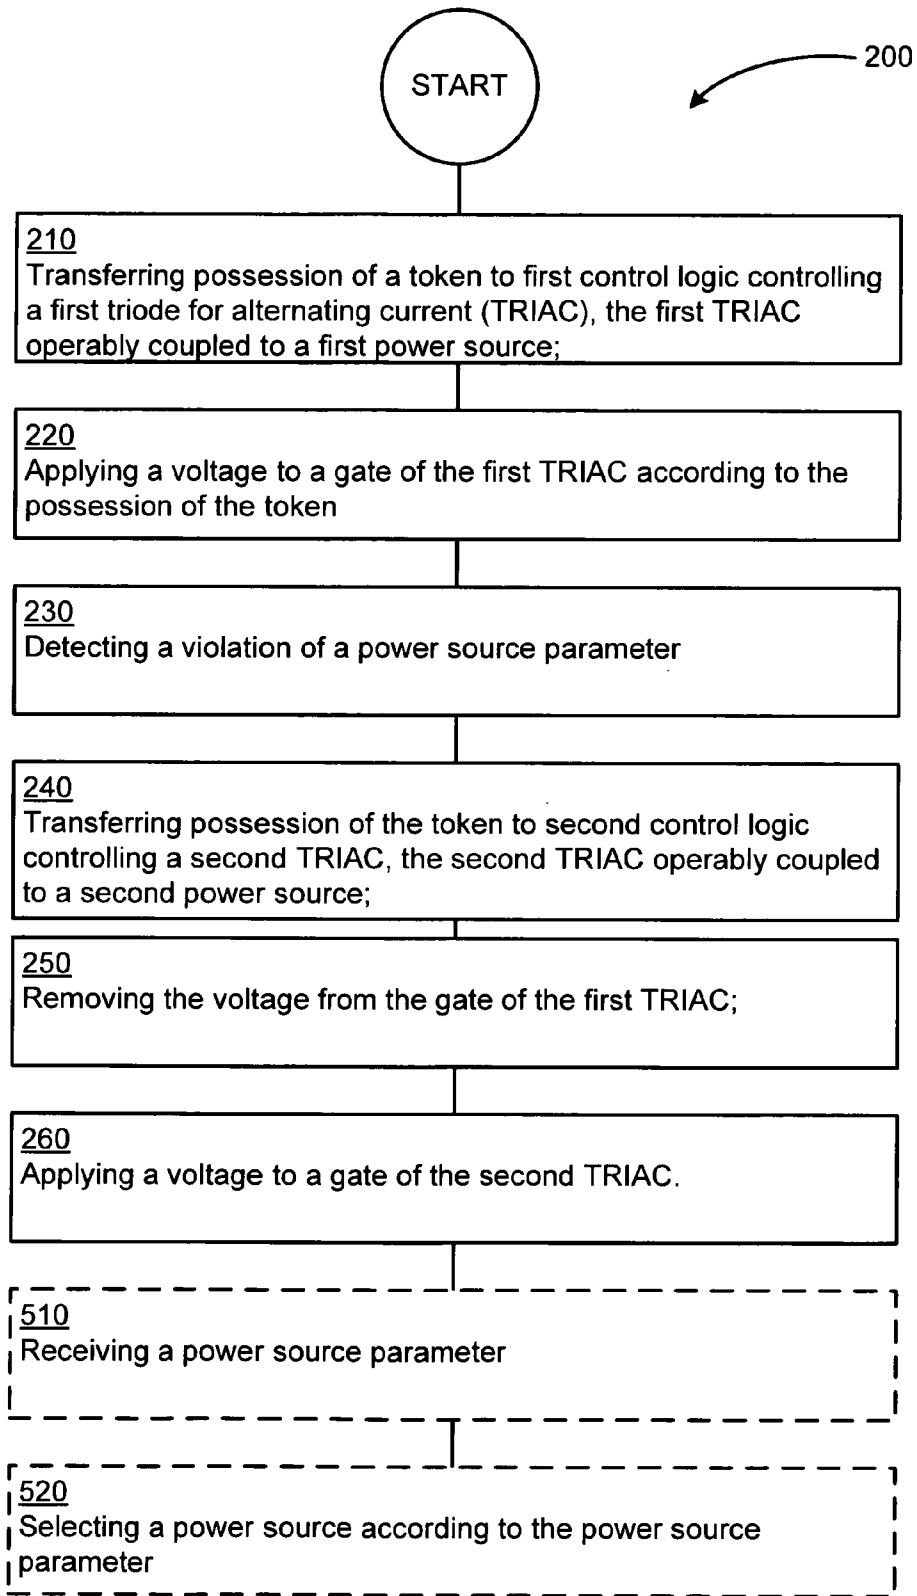 START
200
210
Transferring possession of a token to first control logic controlling
a first triode for alternating current (TRIAC), the first TRIAC
operably coupled to a first power source;
220
Applying a voltage to a gate of the first TRIAC according to the
possession of the token
230
Detecting a violation of a power source parameter
240
Transferring possession of the token to second control logic
controlling a second TRIAC, the second TRIAC operably coupled
to a second power source;
250
Removing the voltage from the gate of the first TRIAC;
260
Applying a voltage to a gate of the second TRIAC.
510
Receiving a power source parameter
520
Selecting a power source according to the power source
parameter